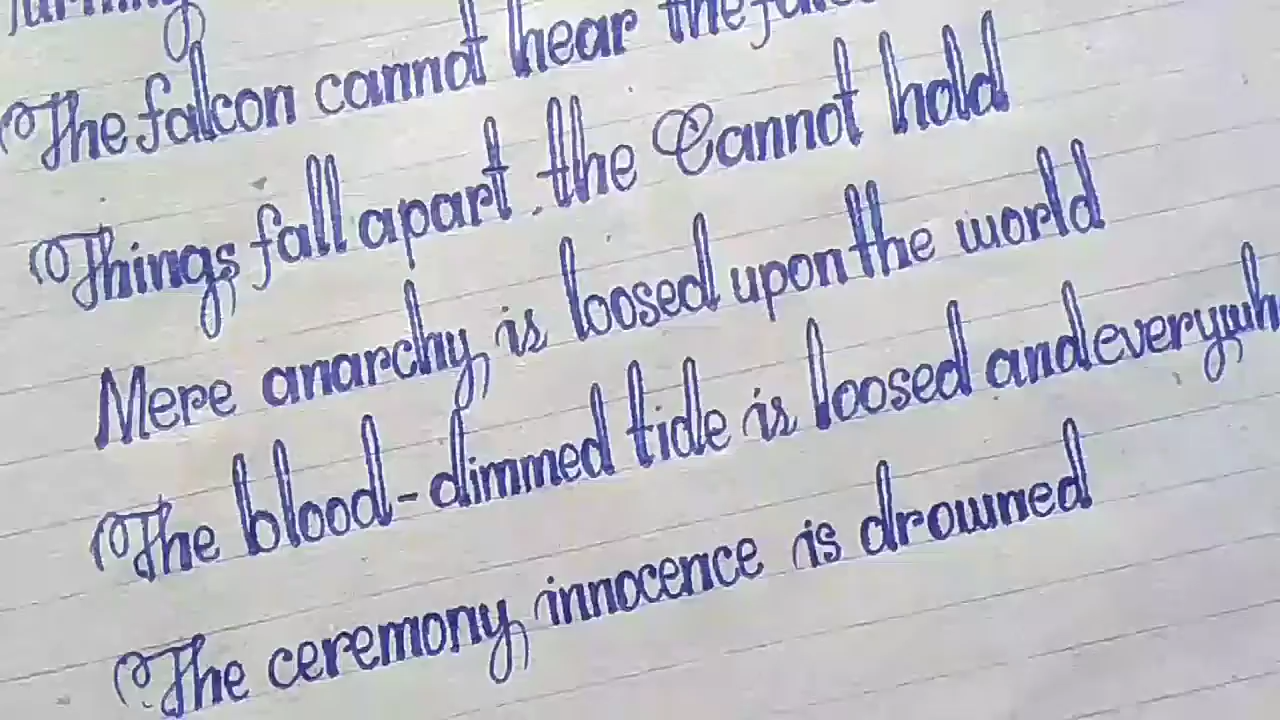 The falcon cannot hear the
Things fall apart, the Cannot hold
Mere anarchy is loosed upon the world
The blood-dimmed tide is loosed and
The ceremony innocence is drowned